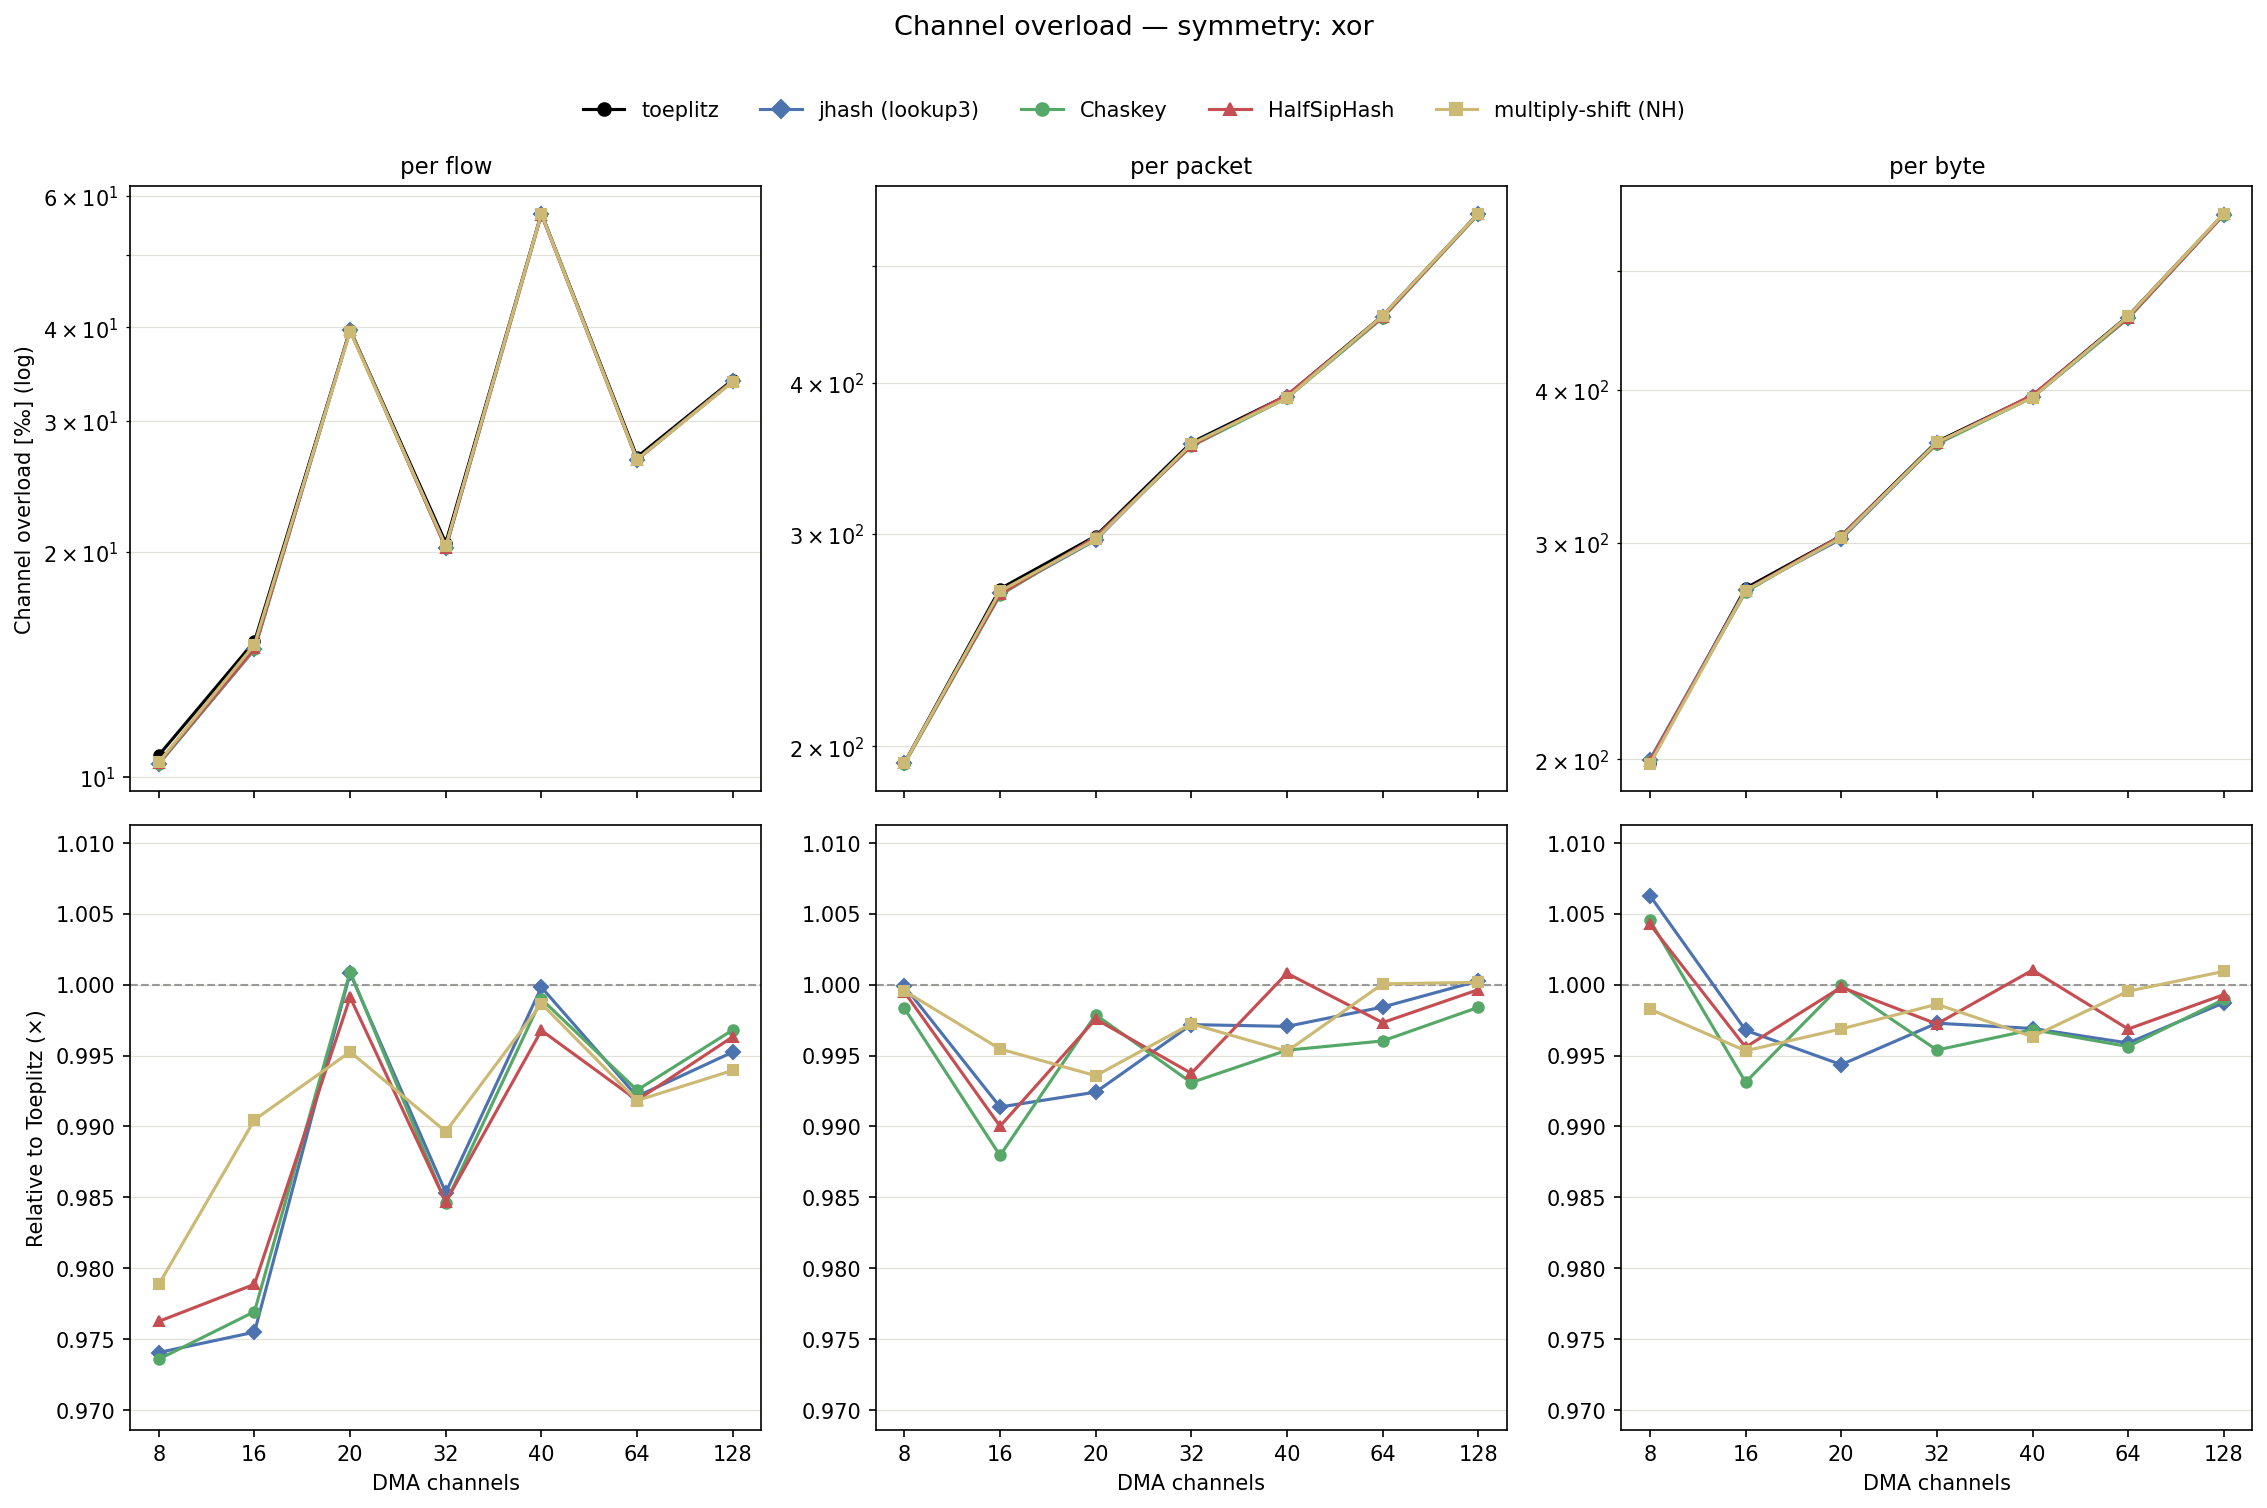 Channel overload — symmetry: xor
toeplitz jhash (lookup3) Chaskey HalfSipHash multiply-shift (NH)
per flow per packet per byte
Channel overload [‰] (log)
6 × 10¹
4 × 10¹
3 × 10¹
2 × 10¹
10¹
4 × 10²
3 × 10²
2 × 10²
4 × 10²
3 × 10²
2 × 10²
Relative to Toeplitz (×)
1.010
1.005
1.000
0.995
0.990
0.985
0.980
0.975
0.970
1.010
1.005
1.000
0.995
0.990
0.985
0.980
0.975
0.970
1.010
1.005
1.000
0.995
0.990
0.985
0.980
0.975
0.970
8 16 20 32 40 64 128
8 16 20 32 40 64 128
8 16 20 32 40 64 128
DMA channels
DMA channels
DMA channels